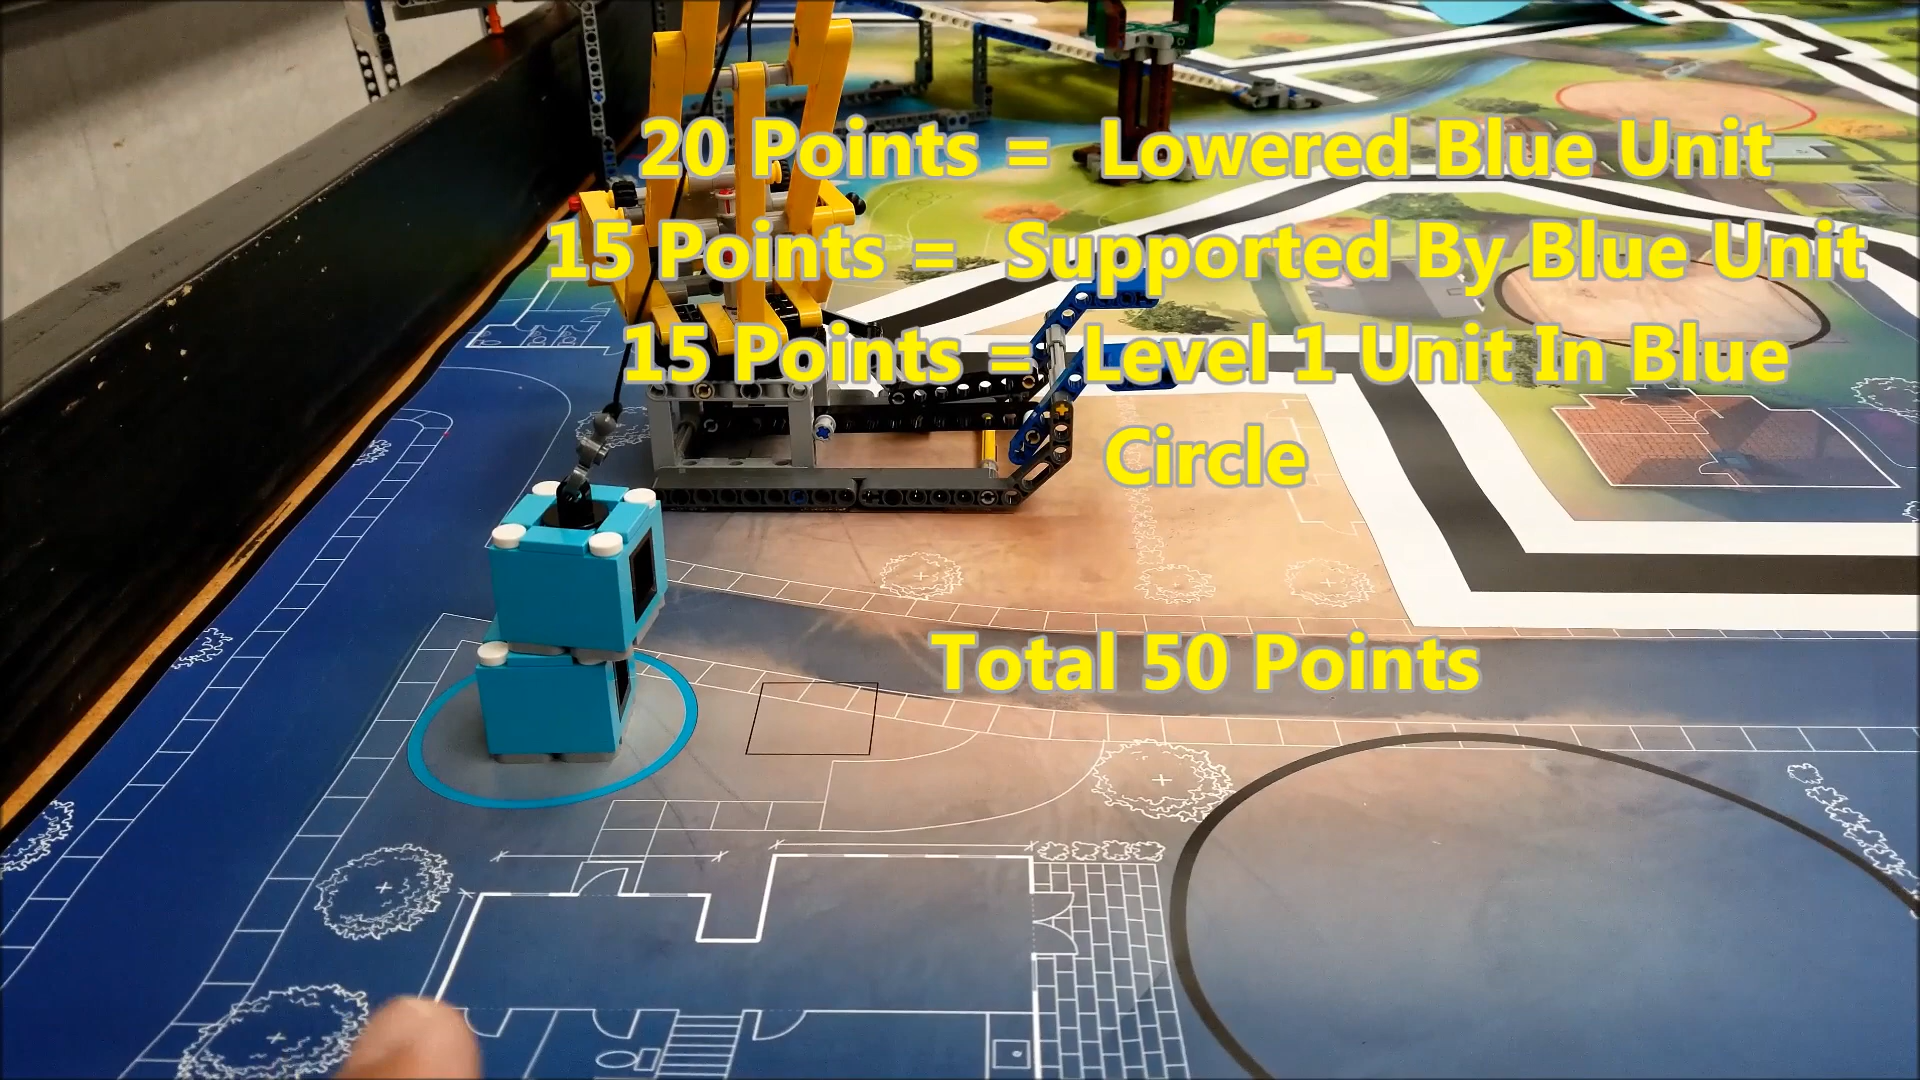 20 Points = Lowered Blue Unit
15 Points = Supported By Blue Unit
15 Points = Level 1 Unit In Blue
Circle
Total 50 Points